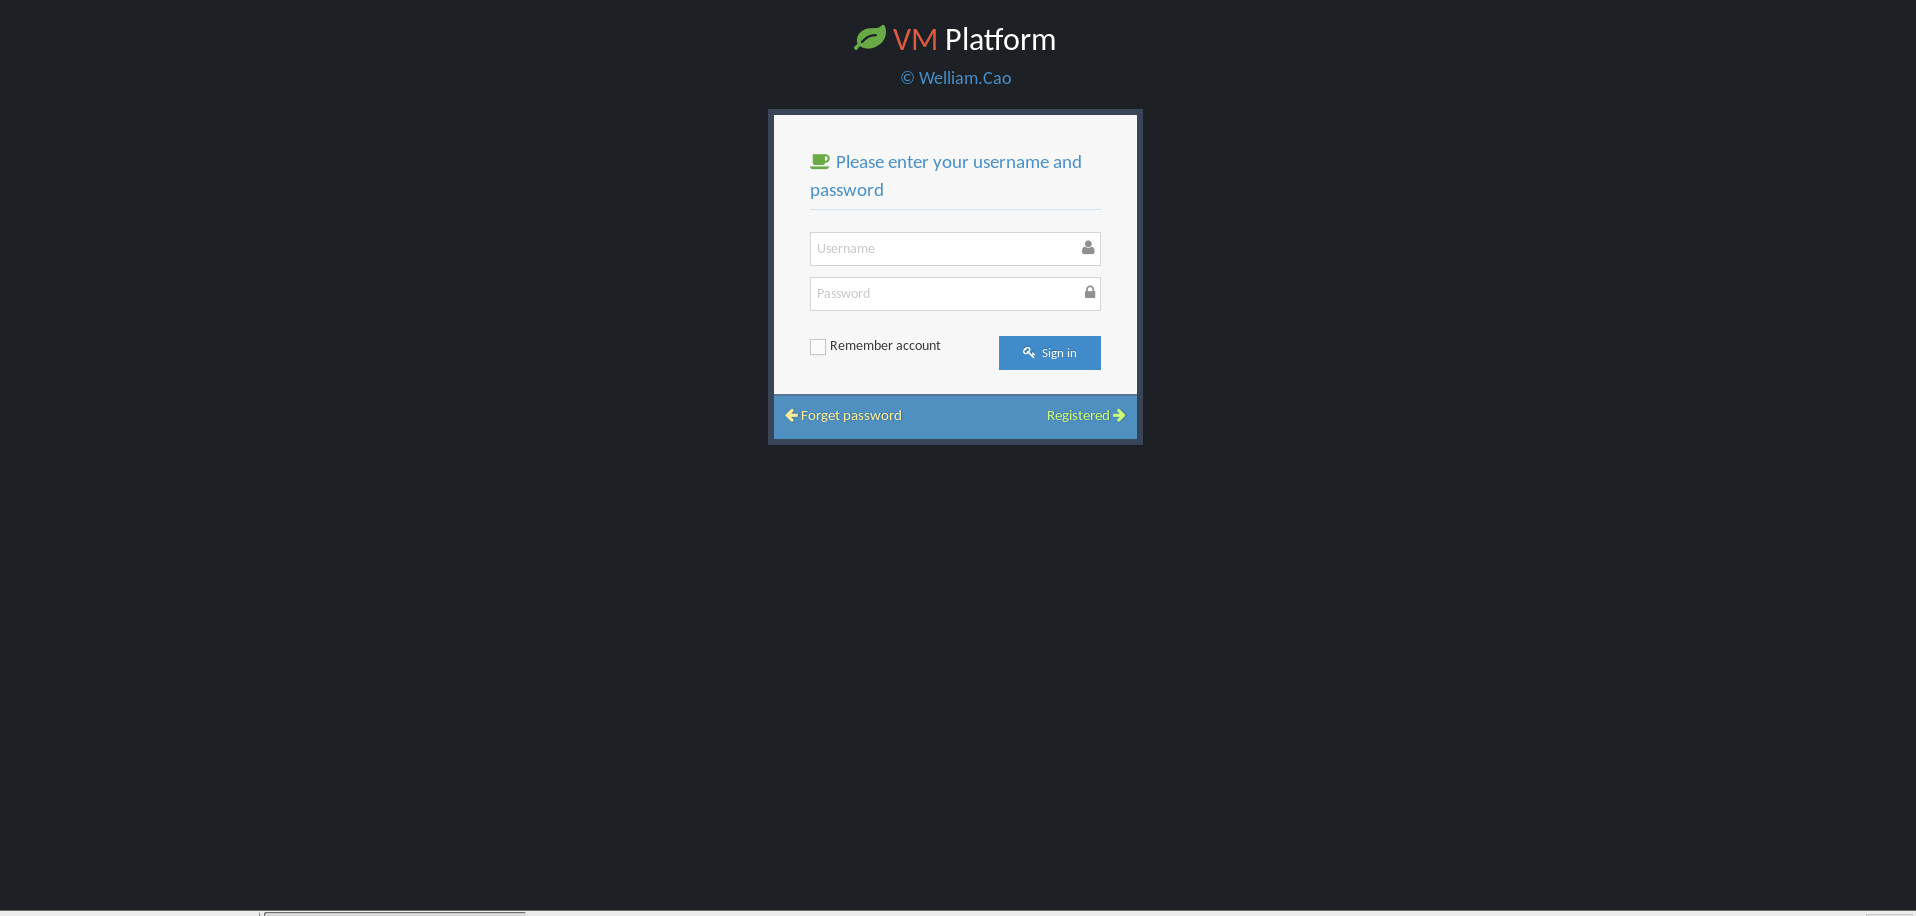 VM Platform
© Welliam.Cao
Please enter your username and
password
Username
Password
Remember account
Sign in
Forget password
Registered